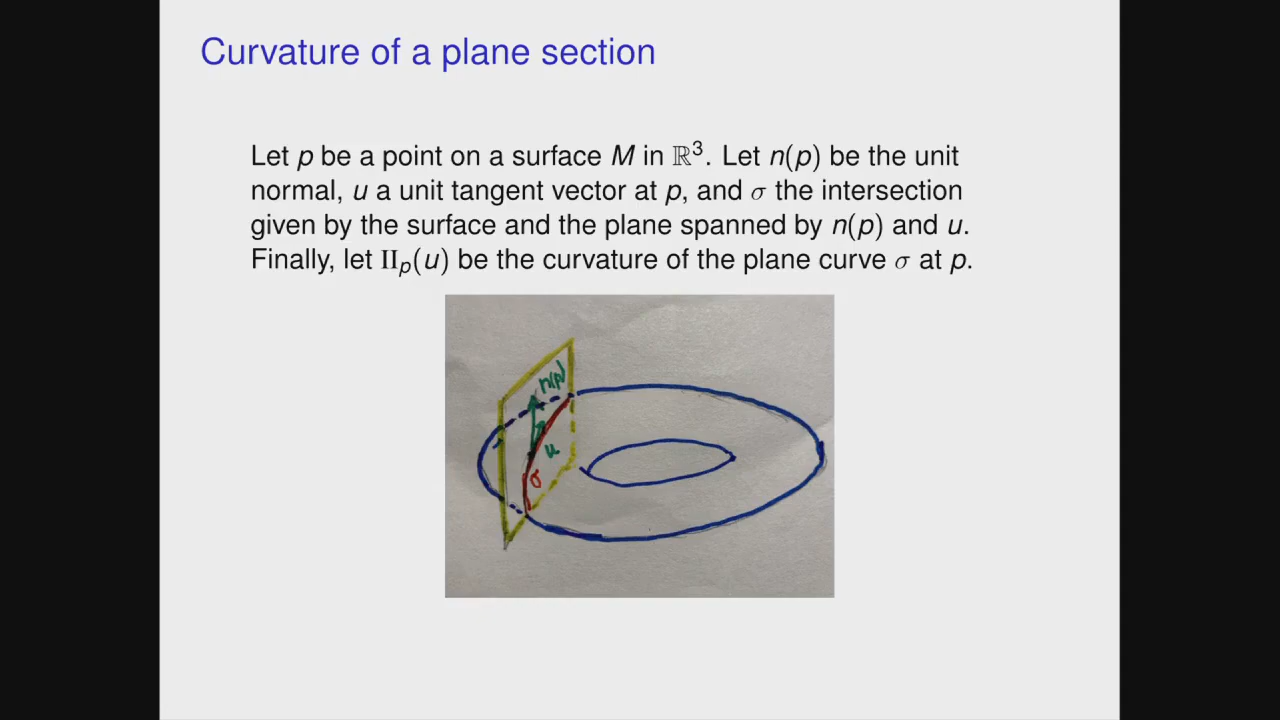 Curvature of a plane section
Let p be a point on a surface M in ℝ³. Let n(p) be the unit
normal, u a unit tangent vector at p, and σ the intersection
given by the surface and the plane spanned by n(p) and u.
Finally, let IIₚ(u) be the curvature of the plane curve σ at p.
n(p)
u
σ